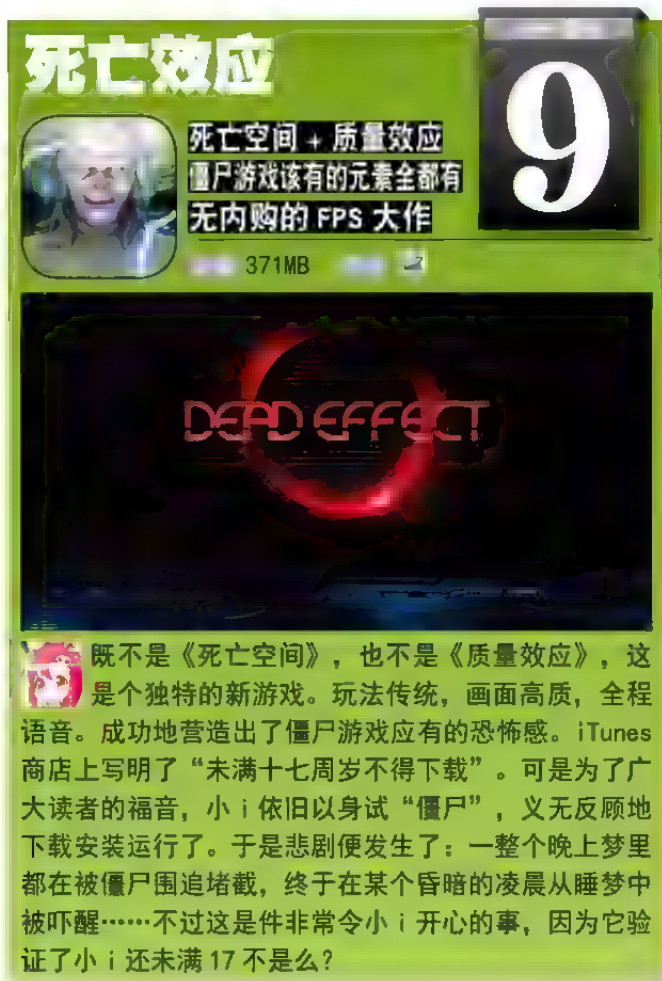 死亡效应
9
死亡空间 + 质量效应
僵尸游戏该有的元素全都有
无内购的 FPS 大作
371MB
DEAD EFFECT
既不是《死亡空间》，也不是《质量效应》，这
是个独特的新游戏。玩法传统，画面高质，全程
语音。成功地营造出了僵尸游戏应有的恐怖感。iTunes
商店上写明了“未满十七周岁不得下载”。可是为了广
大读者的福音，小 i 依旧以身试“僵尸”，义无反顾地
下载安装运行了。于是悲剧便发生了：一整个晚上梦里
都在被僵尸围追堵截，终于在某个昏暗的凌晨从睡梦中
被吓醒……不过这是件非常令小 i 开心的事，因为它验
证了小 i 还未满 17 不是么？